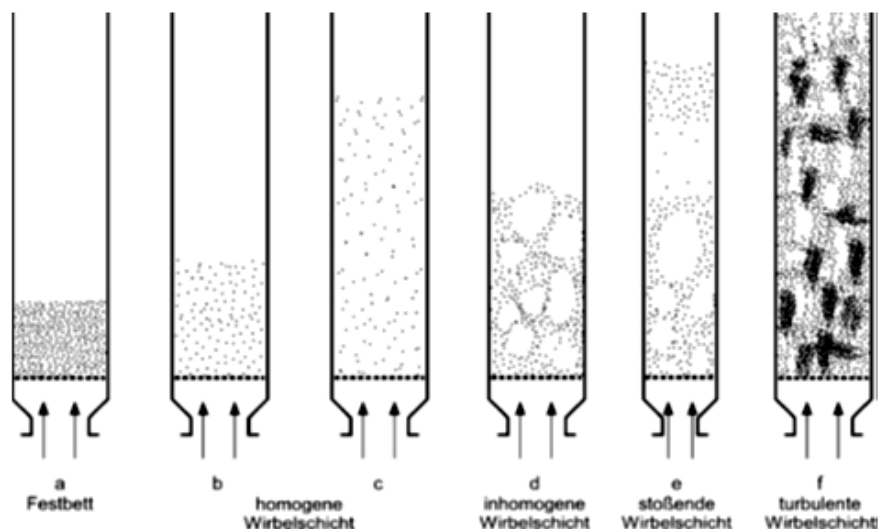 a
Festbett
b
c
homogene
Wirbelschicht
d
inhomogene
Wirbelschicht
e
stoßende
Wirbelschicht
f
turbulente
Wirbelschicht